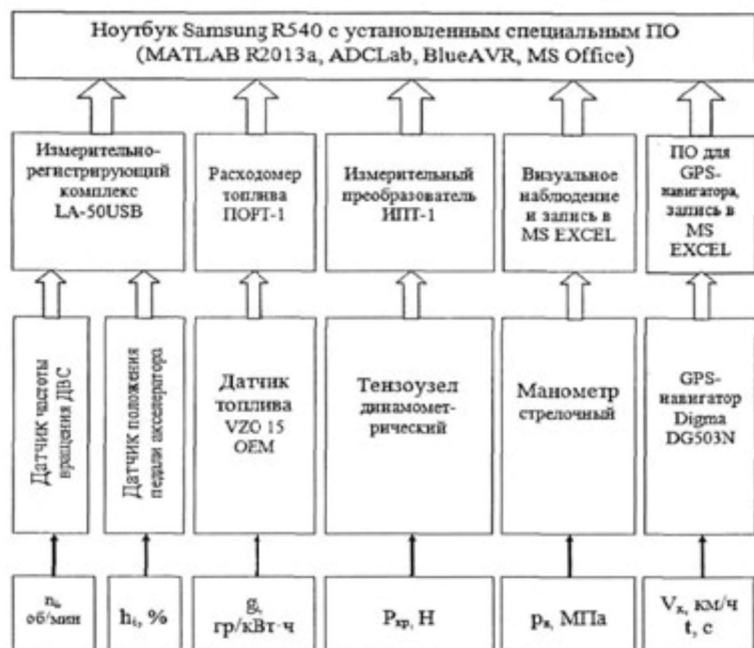 Ноутбук Samsung R540 с установленным специальным ПО
(MATLAB R2013a, ADCLab, BlueAVR, MS Office)
Измерительно-
регистрирующий
комплекс
LA-50USB
Расходомер
топлива
ПОРТ-1
Измерительный
преобразователь
ИПТ-1
Визуальное
наблюдение
и запись в
MS EXCEL
ПО для
GPS-
навигатора,
запись в
MS
EXCEL
Датчик частоты
вращения ДВС
Датчик положения
педали акселератора
Датчик
топлива
VZO 15
OEM
Тензоузел
динамомет-
рический
Манометр
стрелочный
GPS-
навигатор
Digma
DG503N
об/мин
hᵢ, %
gᵢ
гр/кВт·ч
Pкр, Н
МПа
Vк, км/ч
t, с